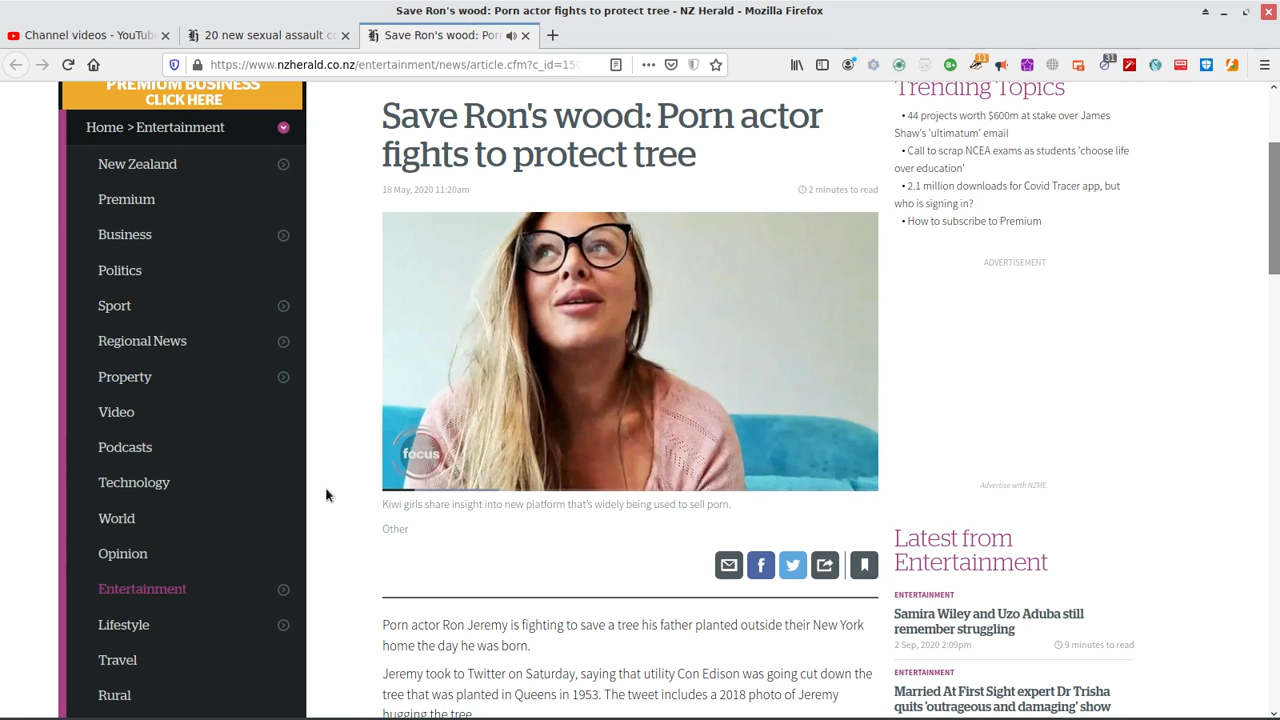 Save Ron's wood: Porn actor fights to protect tree - NZ Herald - Mozilla Firefox
Channel videos - YouTub
20 new sexual assault c
Save Ron's wood: Por
https://www.nzherald.co.nz/entertainment/news/article.cfm?c_id=15
11
31
PREMIUM BUSINESS
CLICK HERE
Home > Entertainment
New Zealand
Premium
Business
Politics
Sport
Regional News
Property
Video
Podcasts
Technology
World
Opinion
Entertainment
Lifestyle
Travel
Rural
Save Ron's wood: Porn actor
fights to protect tree
18 May, 2020 11:20am
2 minutes to read
focus
Kiwi girls share insight into new platform that's widely being used to sell porn.
Other
Porn actor Ron Jeremy is fighting to save a tree his father planted outside their New York
home the day he was born.
Jeremy took to Twitter on Saturday, saying that utility Con Edison was going cut down the
tree that was planted in Queens in 1953. The tweet includes a 2018 photo of Jeremy
hugging the tree
Trending Topics
• 44 projects worth $600m at stake over James
Shaw's 'ultimatum' email
• Call to scrap NCEA exams as students 'choose life
over education'
• 2.1 million downloads for Covid Tracer app, but
who is signing in?
• How to subscribe to Premium
ADVERTISEMENT
Advertise with NZME.
Latest from
Entertainment
ENTERTAINMENT
Samira Wiley and Uzo Aduba still
remember struggling
2 Sep, 2020 2:09pm
9 minutes to read
ENTERTAINMENT
Married At First Sight expert Dr Trisha
quits 'outrageous and damaging' show